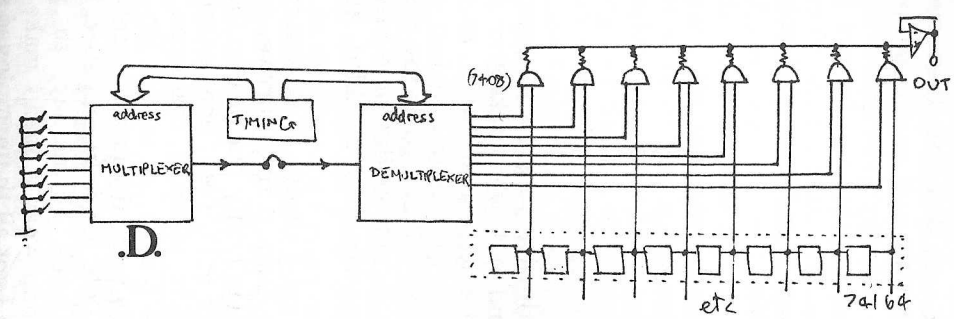 (7408)
OUT
address
TIMING
address
MULTIPLEXER
DEMULTIPLEXER
.D.
etc
74164